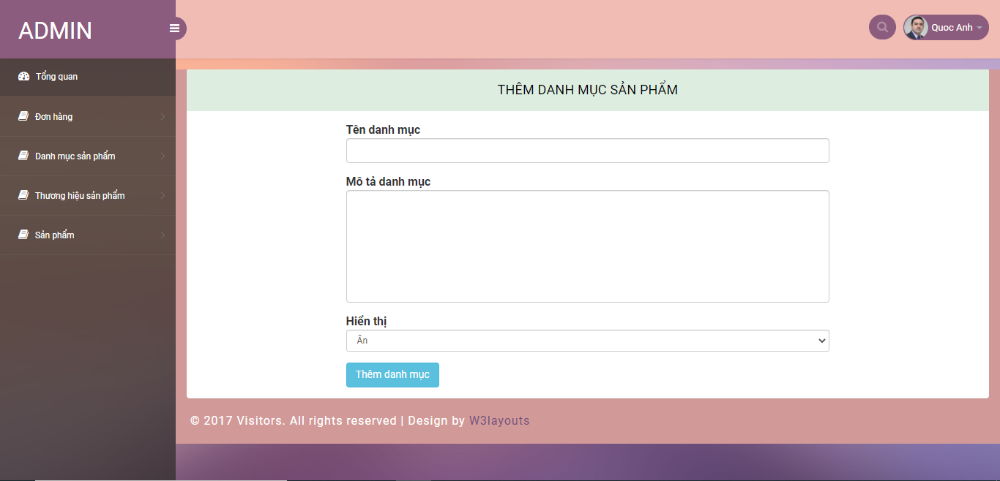 ADMIN
Quoc Anh
Tổng quan
Đơn hàng
Danh mục sản phẩm
Thương hiệu sản phẩm
Sản phẩm
THÊM DANH MỤC SẢN PHẨM
Tên danh mục
Mô tả danh mục
Hiển thị
Ân
Thêm danh mục
© 2017 Visitors. All rights reserved | Design by W3layouts